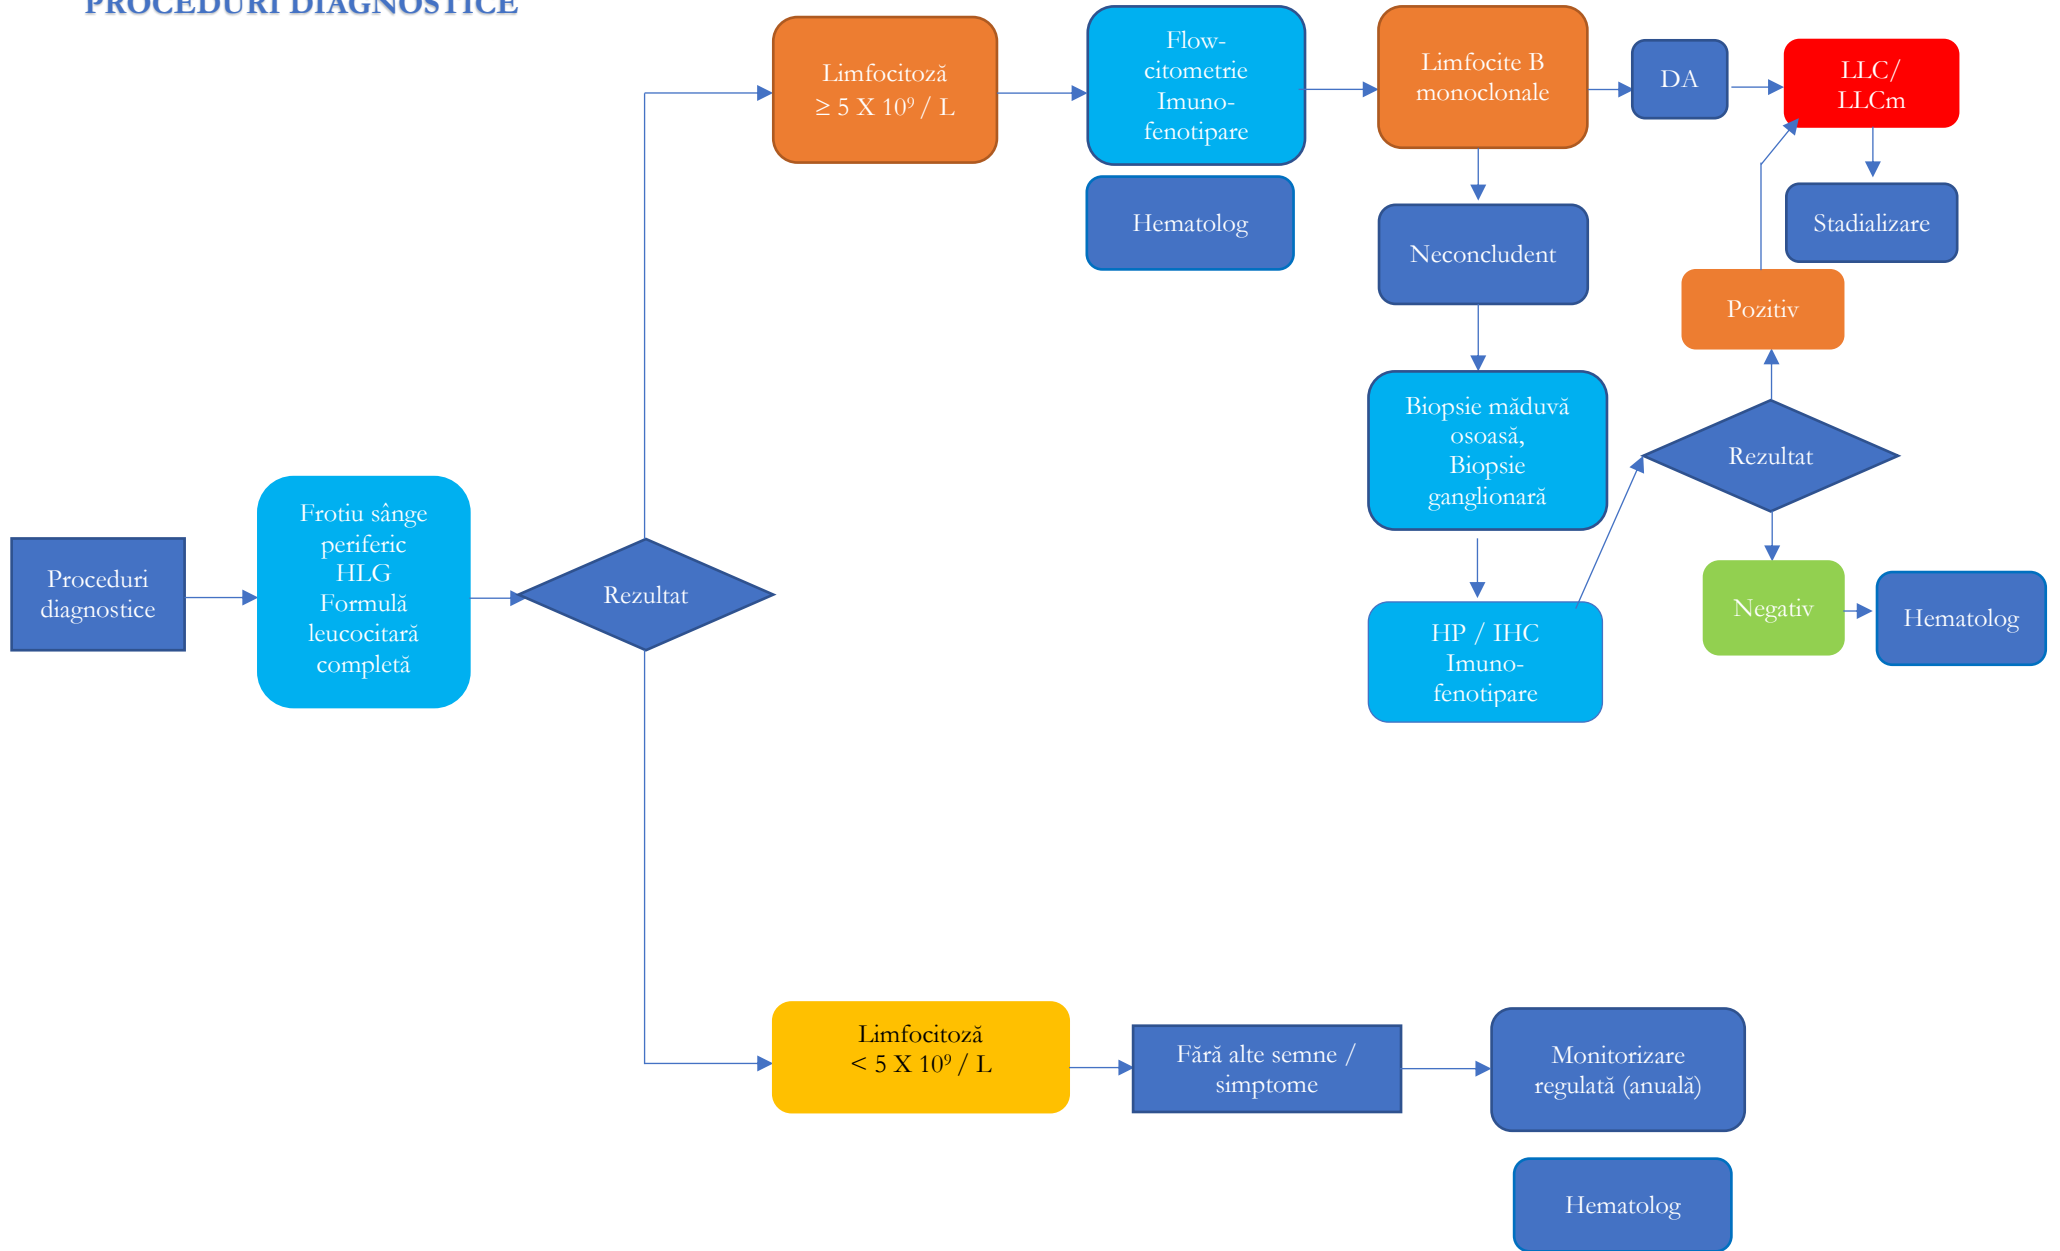 PROCEDURI DIAGNOSTICE
Proceduri
diagnostice
Frotiu sânge
periferic
HLG
Formulă
leucocitară
completă
Rezultat
Limfocitoză
≥ 5 X 10⁹ / L
Flow-
citometrie
Imuno-
fenotipare
Hematolog
Limfocite B
monoclonale
DA
LLC/
LLCm
Stadializare
Neconcludent
Biopsie măduvă
osoasă,
Biopsie
ganglionară
HP / IHC
Imuno-
fenotipare
Rezultat
Pozitiv
Negativ
Hematolog
Limfocitoză
< 5 X 10⁹ / L
Fără alte semne /
simptome
Monitorizare
regulată (anuală)
Hematolog